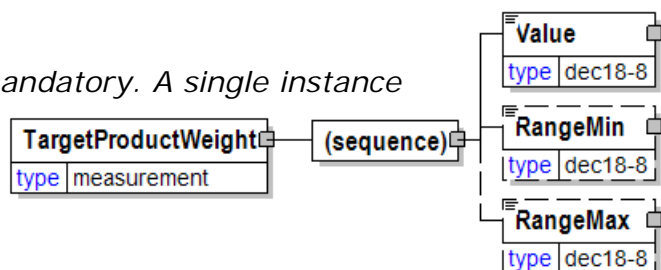 Value
type dec18-8
andatory. A single instance
RangeMin
type dec18-8
TargetProductWeight
type measurement
(sequence)
RangeMax
type dec18-8